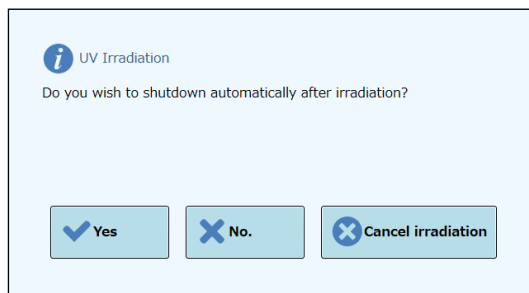 UV Irradiation
Do you wish to shutdown automatically after irradiation?
Yes
No.
Cancel irradiation